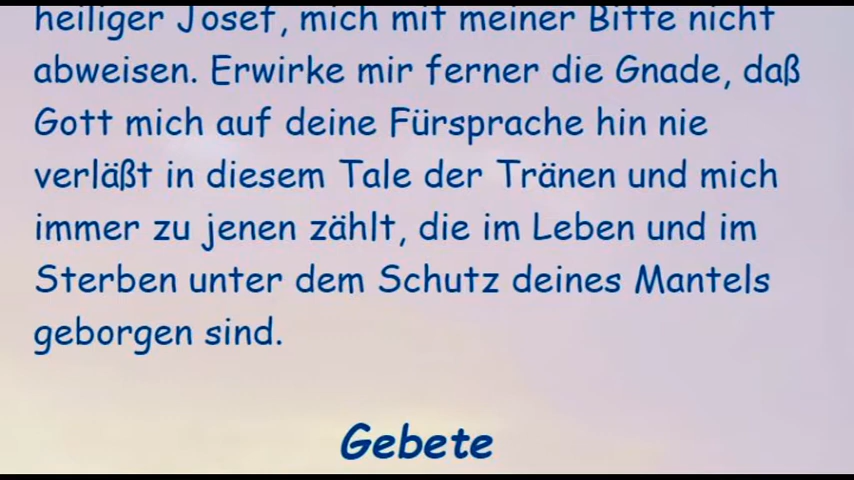 heiliger Josef, mich mit meiner Bitte nicht
abweisen. Erwirke mir ferner die Gnade, daß
Gott mich auf deine Fürsprache hin nie
verläßt in diesem Tale der Tränen und mich
immer zu jenen zählt, die im Leben und im
Sterben unter dem Schutz deines Mantels
geborgen sind.
Gebete